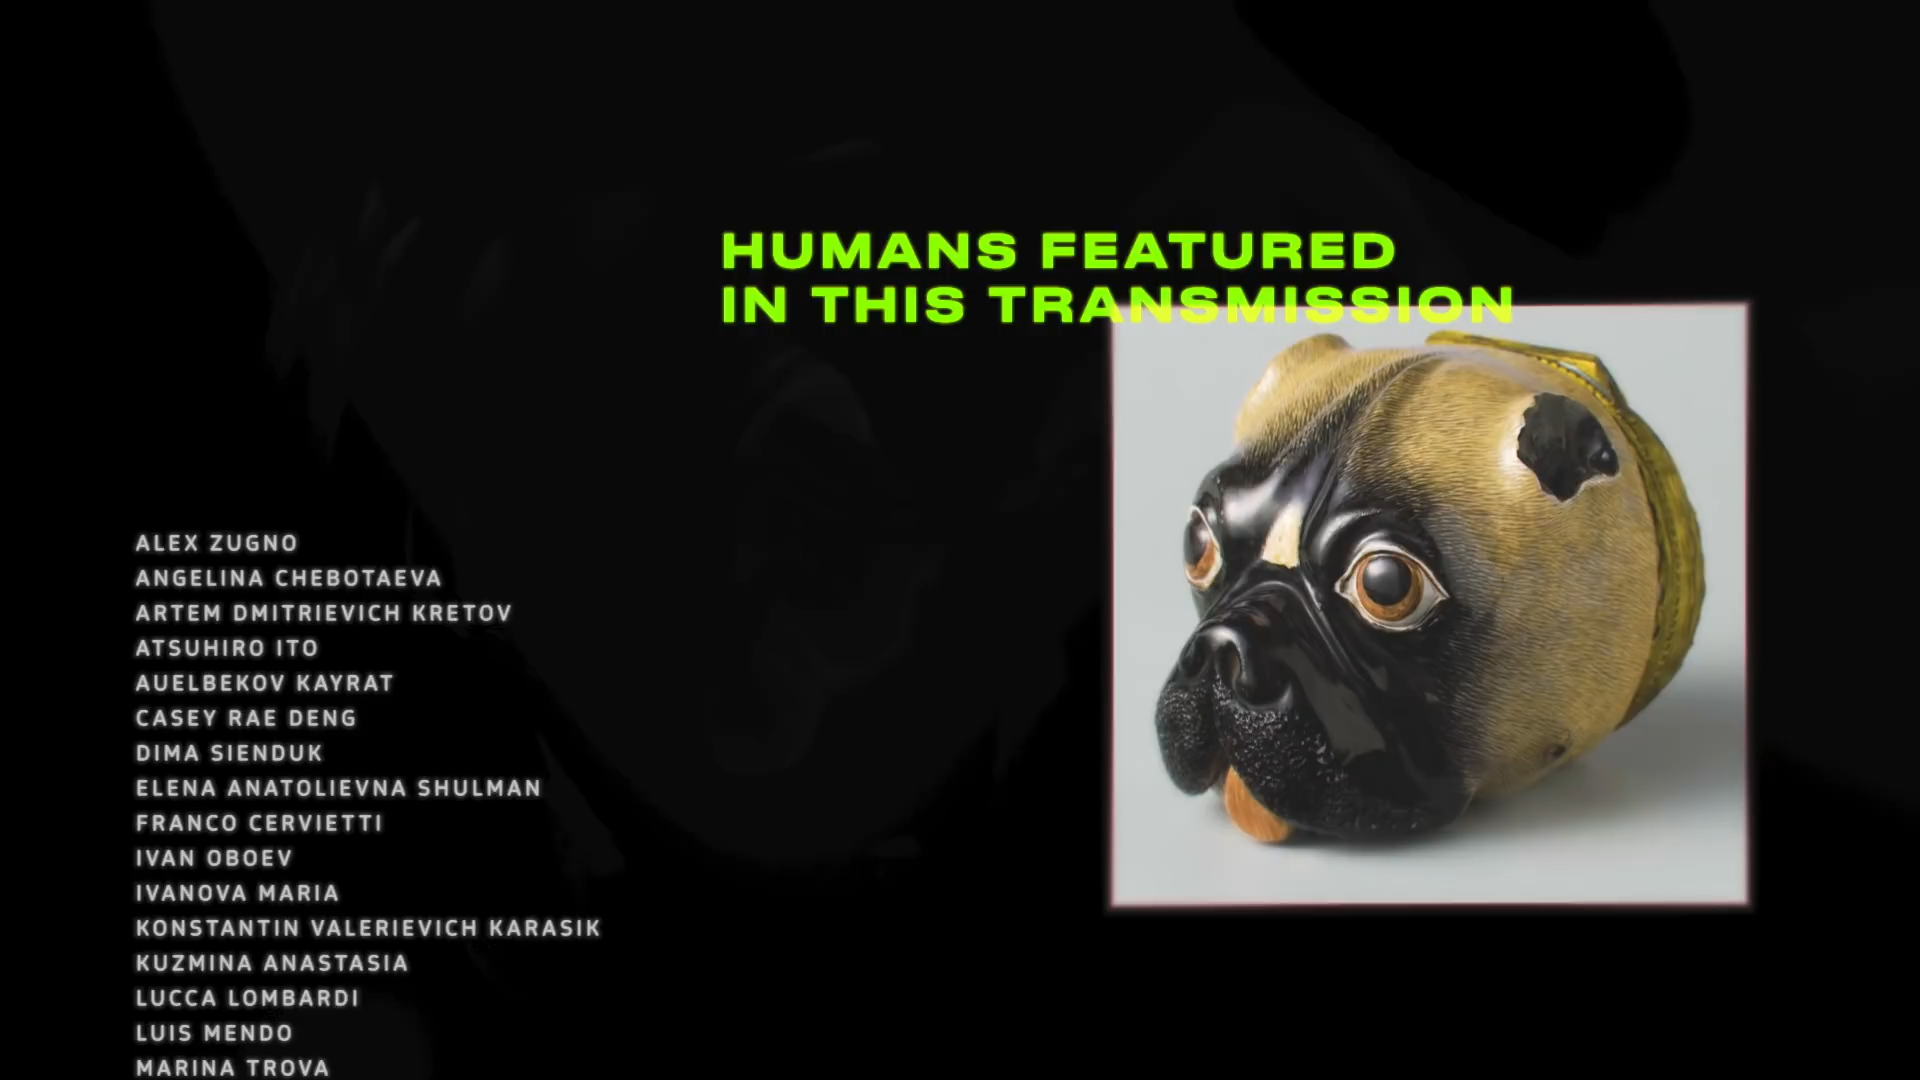 HUMANS FEATURED
IN THIS TRANSMISSION
ALEX ZUGNO
ANGELINA CHEBOTAEVA
ARTEM DMITRIEVICH KRETOV
ATSUHIRO ITO
AUELBEKOV KAYRAT
CASEY RAE DENG
DIMA SIENDUK
ELENA ANATOLIEVNA SHULMAN
FRANCO CERVIETTI
IVAN OBOEV
IVANOVA MARIA
KONSTANTIN VALERIEVICH KARASIK
KUZMINA ANASTASIA
LUCCA LOMBARDI
LUIS MENDO
MARINA TROVA